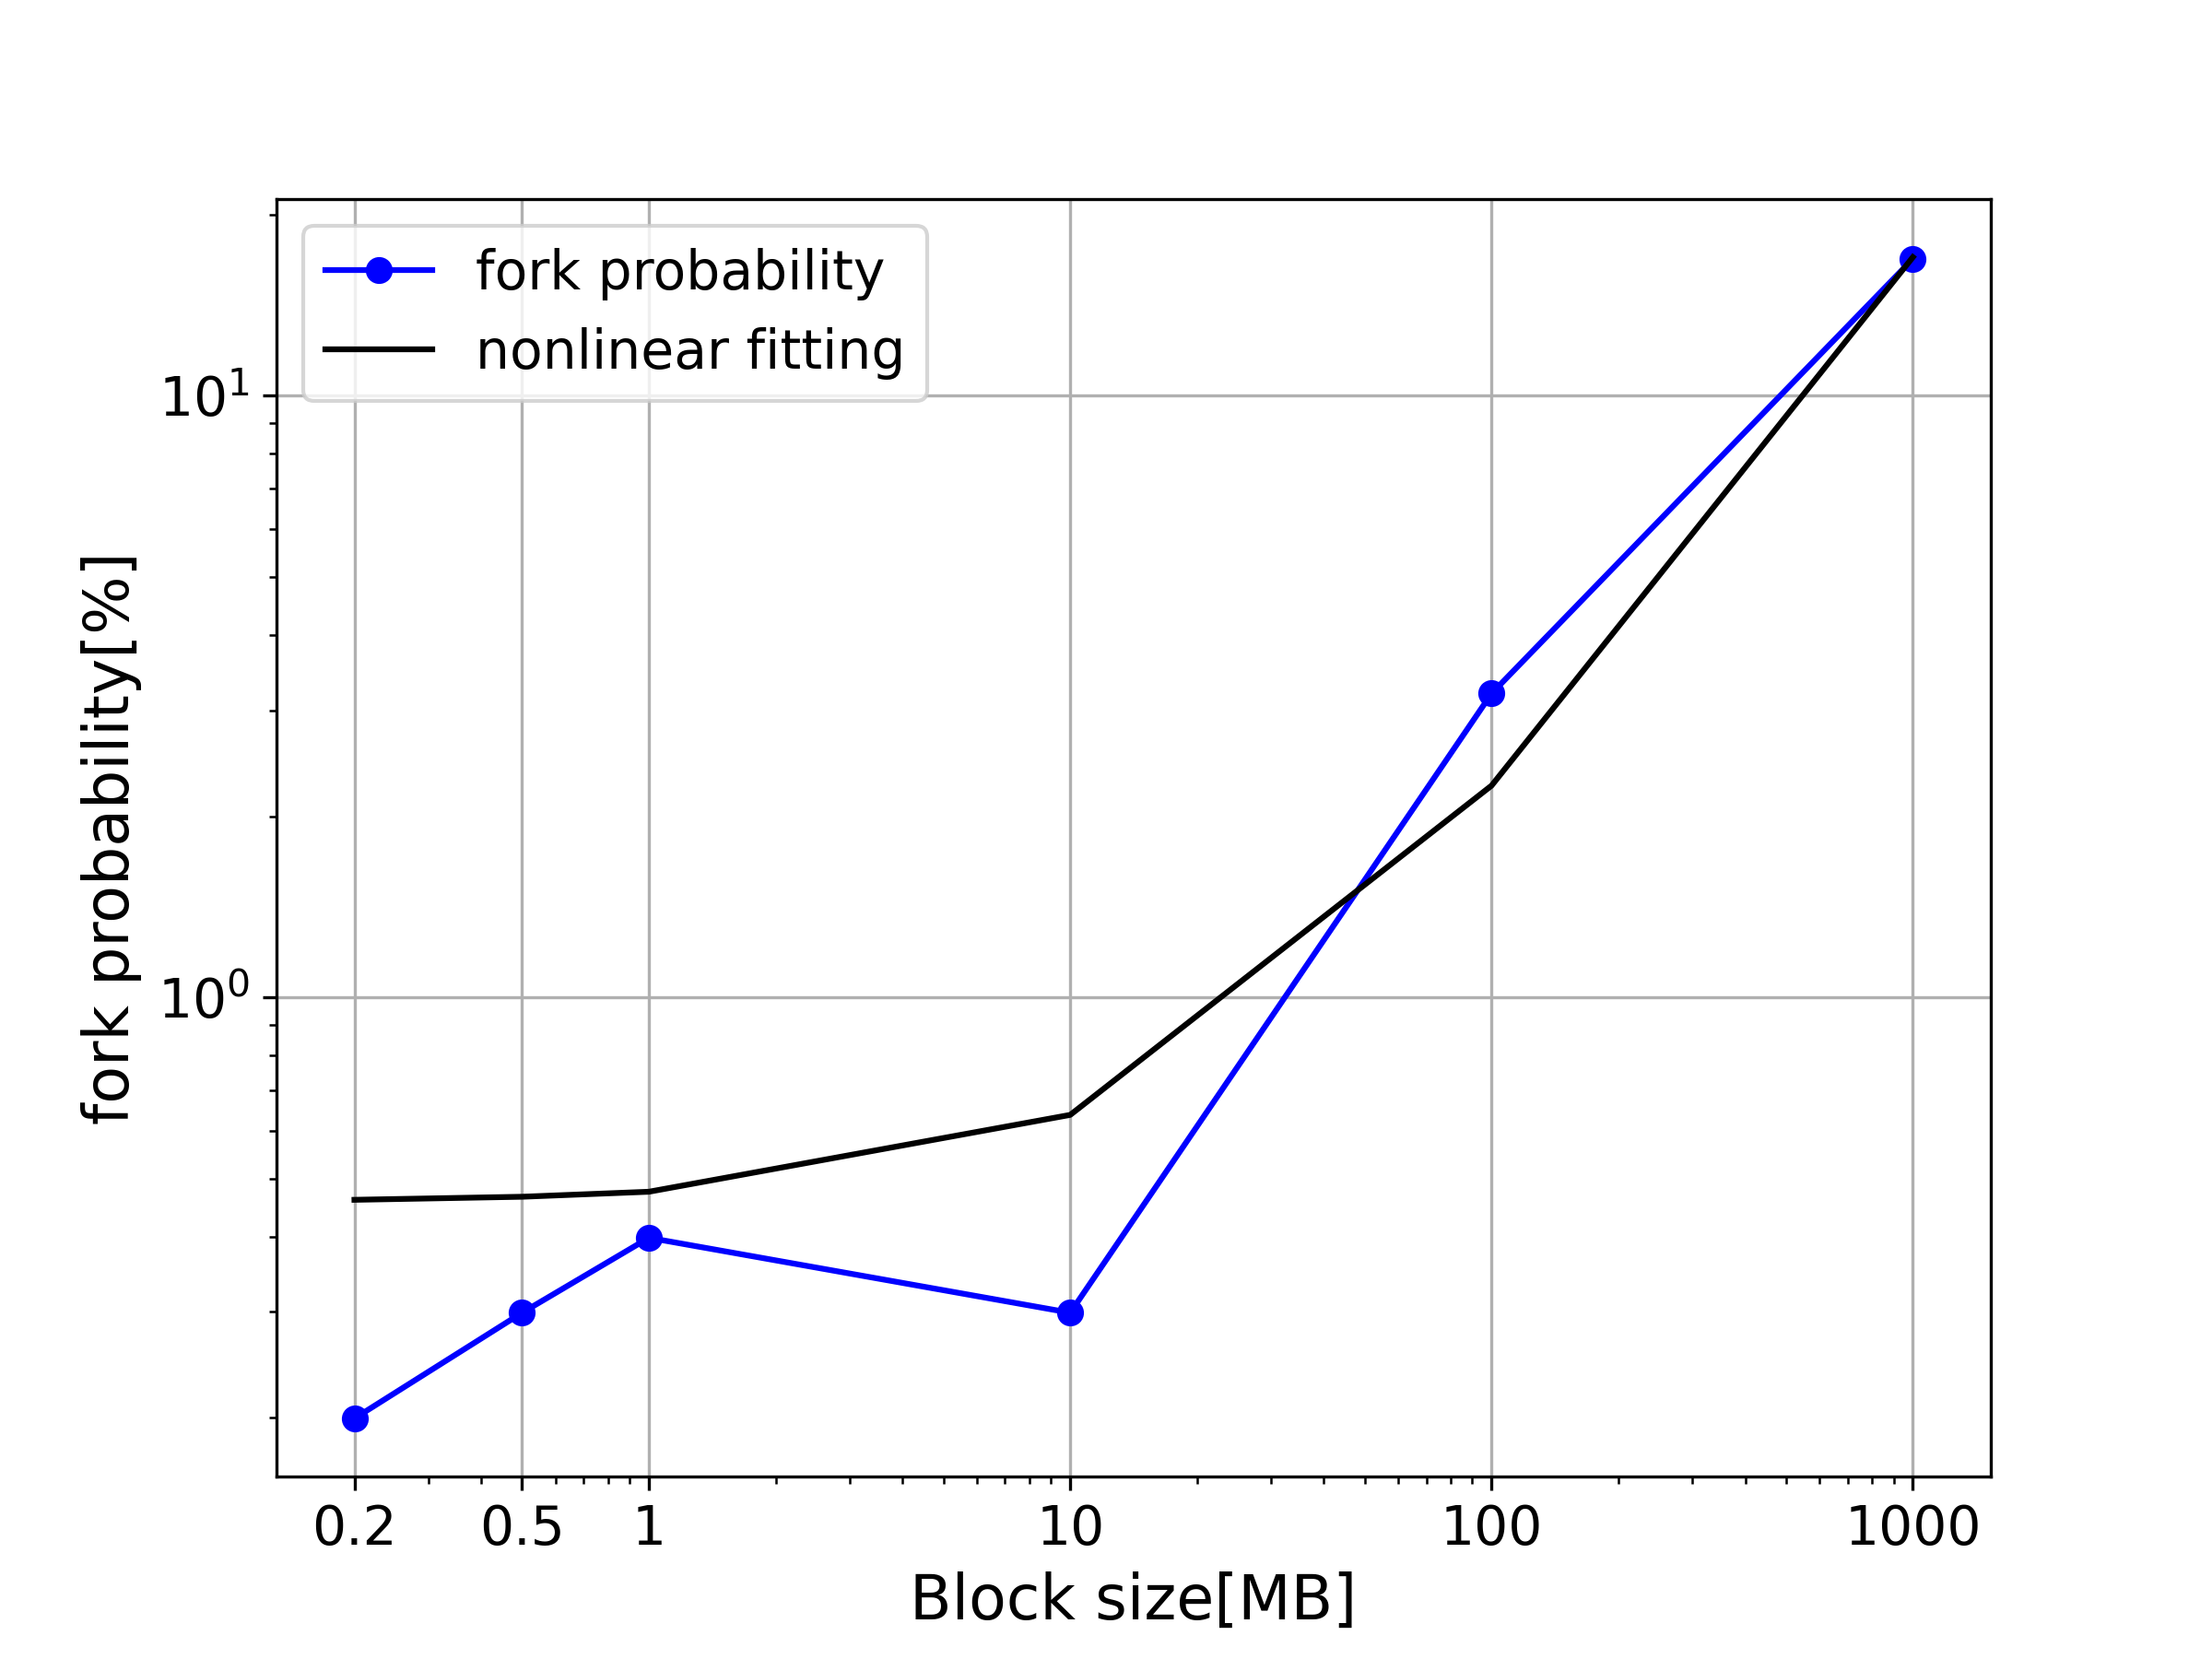 fork probability
nonlinear fitting
10¹
10⁰
fork probability[%]
0.2 0.5 1 10 100 1000
Block size[MB]